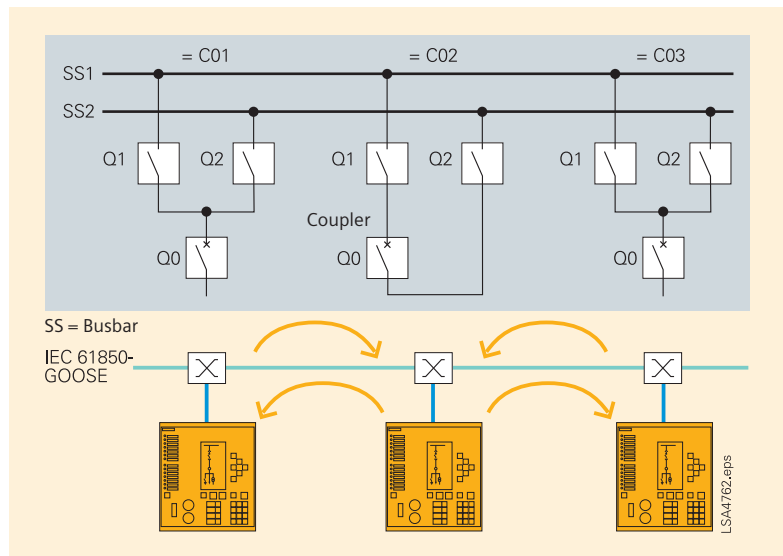 = C01
= C02
= C03
SS1
SS2
Q1
Q2
Q1
Q2
Q1
Q2
Coupler
Q0
Q0
Q0
SS = Busbar
IEC 61850-
GOOSE
LSA4762.eps